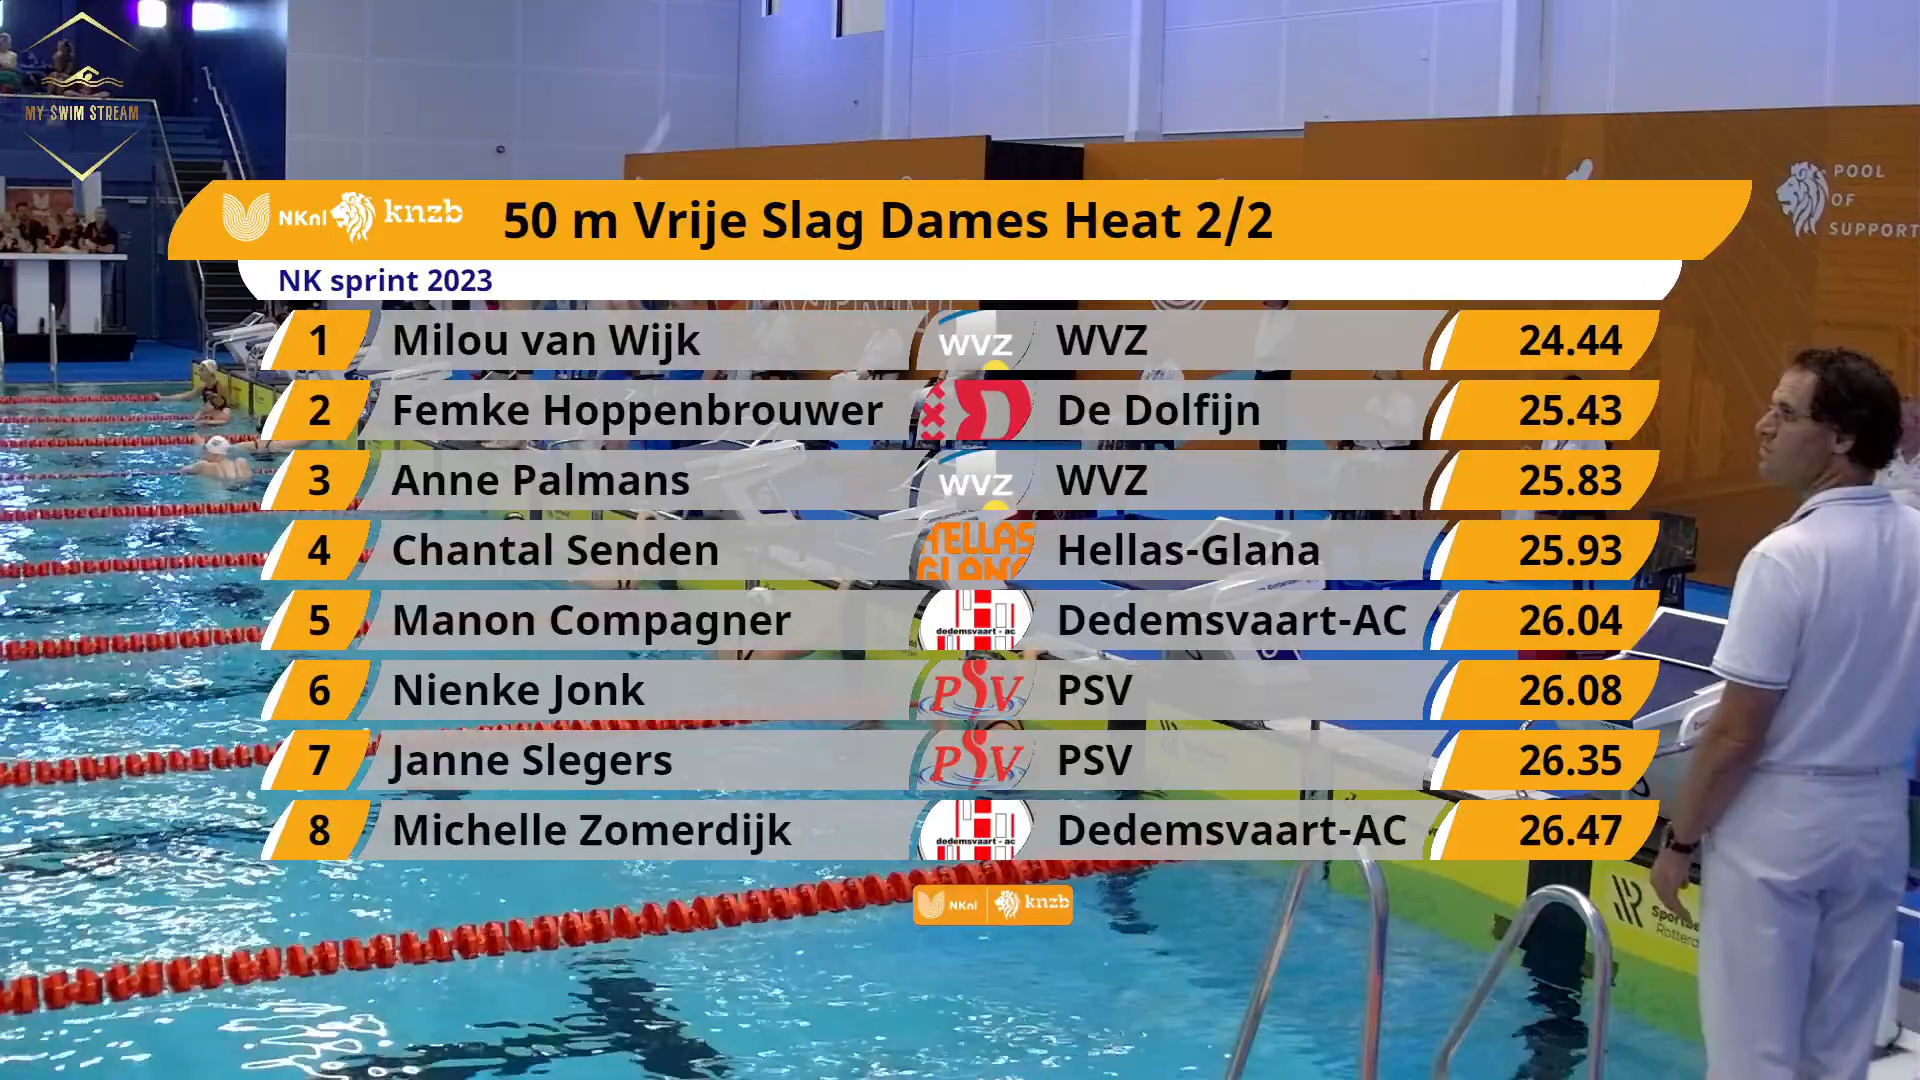 MY SWIM STREAM
POOL
OF
SUPPORT
NKnl knzb 50 m Vrije Slag Dames Heat 2/2
NK sprint 2023
1 Milou van Wijk WVZ WVZ 24.44
2 Femke Hoppenbrouwer D De Dolfijn 25.43
3 Anne Palmans WVZ WVZ 25.83
4 Chantal Senden HELLAS GLANA Hellas-Glana 25.93
5 Manon Compagner dedemsvaart - ac Dedemsvaart-AC 26.04
6 Nienke Jonk PSV PSV 26.08
7 Janne Slegers PSV PSV 26.35
8 Michelle Zomerdijk dedemsvaart - ac Dedemsvaart-AC 26.47
NKnl knzb